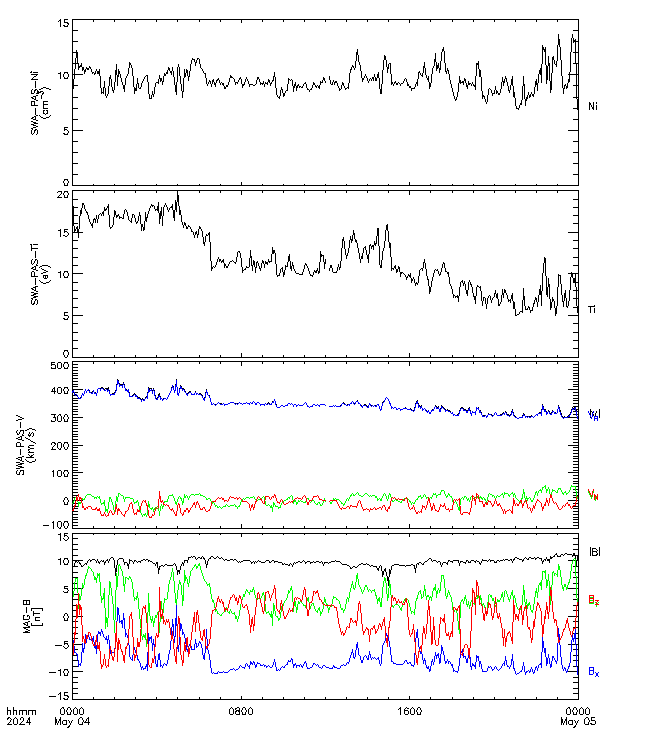 15
10
5
0
SWA-PAS-Ni
(cm-3)
Ni
20
15
10
5
0
SWA-PAS-Ti
(eV)
Ti
500
400
300
200
100
0
-100
SWA-PAS-V
(km/s)
15
10
5
0
-5
-10
-15
MAG-B
[nT]
|B|
Bz
Bx
hhmm 0000 0800 1600 0000
2024 May 04 May 05